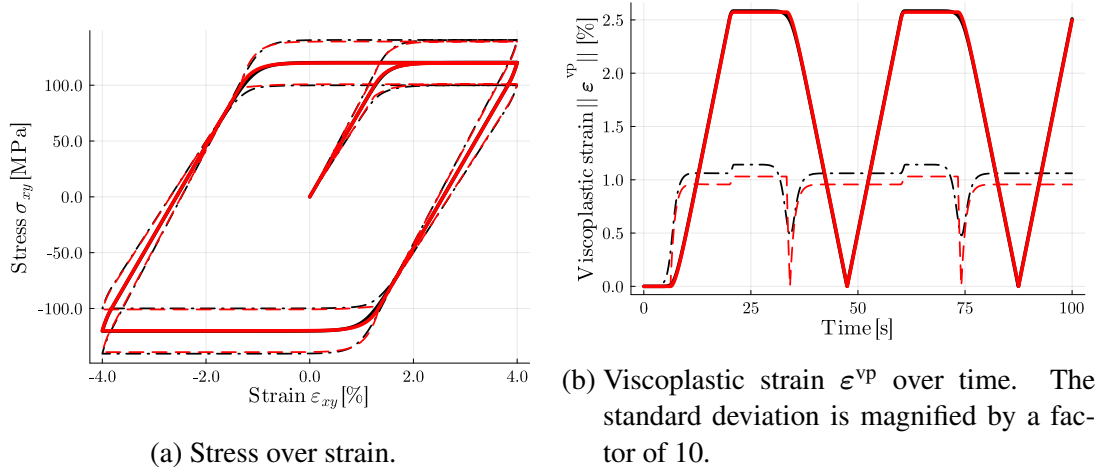 Stress σxy [MPa]
100.0
50.0
0.0
-50.0
-100.0
-4.0 -2.0 0.0 2.0 4.0
Strain εxy [%]
(a) Stress over strain.
Viscoplastic strain || εvp || [%]
2.5
2.0
1.5
1.0
0.5
0.0
0 25 50 75 100
Time [s]
(b) Viscoplastic strain εvp over time. The
standard deviation is magnified by a fac-
tor of 10.